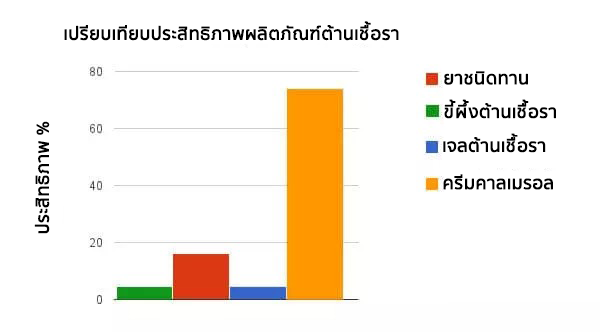 เปรียบเทียบประสิทธิภาพผลิตภัณฑ์ต้านเชื้อรา
80
60
40
20
0
ประสิทธิภาพ %
ยาชนิดทาน
ขี้ผึ้งต้านเชื้อรา
เจลต้านเชื้อรา
ครีมคาลเมรอล